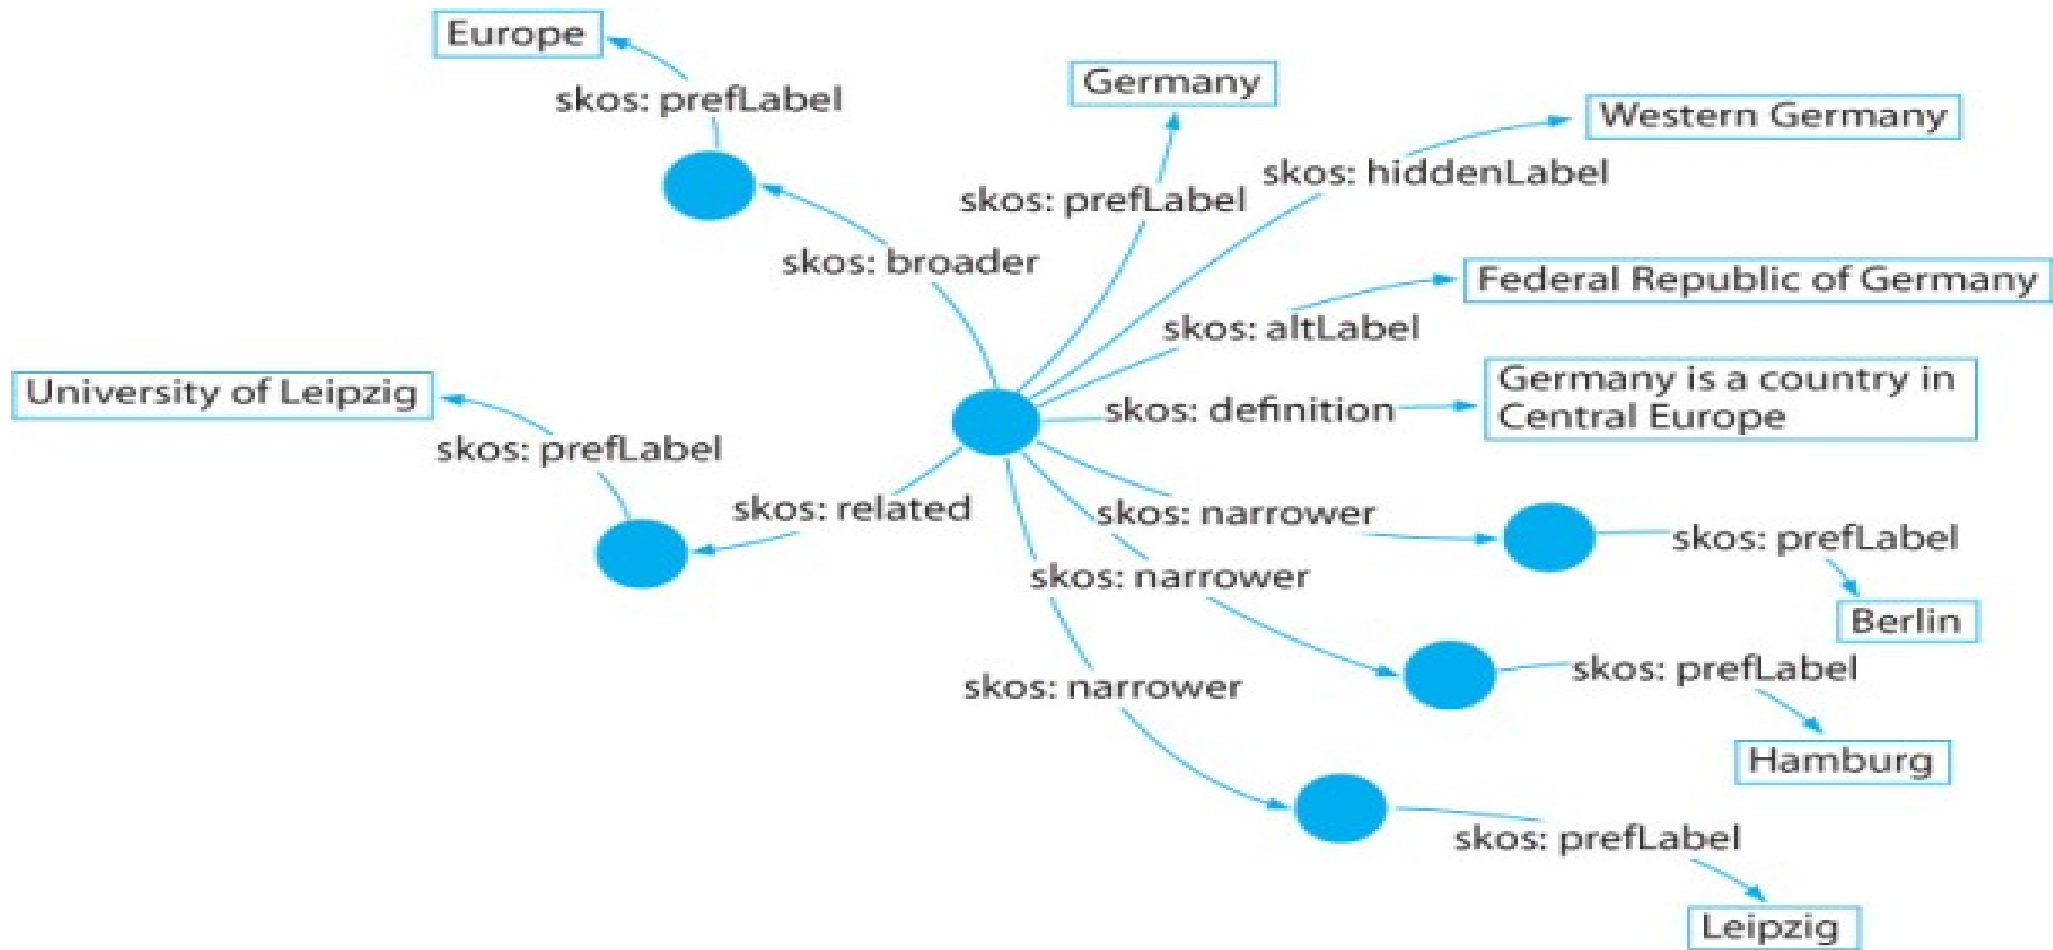 Europe
skos: prefLabel
Germany
Western Germany
skos: hiddenLabel
skos: prefLabel
skos: broader
Federal Republic of Germany
skos: altLabel
University of Leipzig
skos: prefLabel
Germany is a country in
Central Europe
skos: definition
skos: related
skos: narrower
skos: prefLabel
Berlin
skos: narrower
skos: prefLabel
Hamburg
skos: narrower
skos: prefLabel
Leipzig